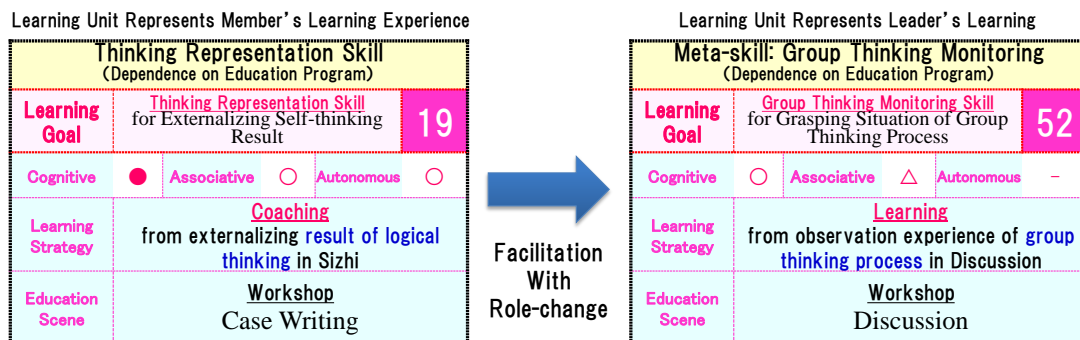 Learning Unit Represents Member's Learning Experience
Thinking Representation Skill
(Dependence on Education Program)
Learning
Goal
Thinking Representation Skill
for Externalizing Self-thinking
Result
19
Cognitive ● Associative ○ Autonomous ○
Learning
Strategy
Coaching
from externalizing result of logical
thinking in Sizhi
Education
Scene
Workshop
Case Writing
Facilitation
With
Role-change
Learning Unit Represents Leader's Learning
Meta-skill: Group Thinking Monitoring
(Dependence on Education Program)
Learning
Goal
Group Thinking Monitoring Skill
for Grasping Situation of Group
Thinking Process
52
Cognitive ○ Associative △ Autonomous -
Learning
Strategy
Learning
from observation experience of group
thinking process in Discussion
Education
Scene
Workshop
Discussion